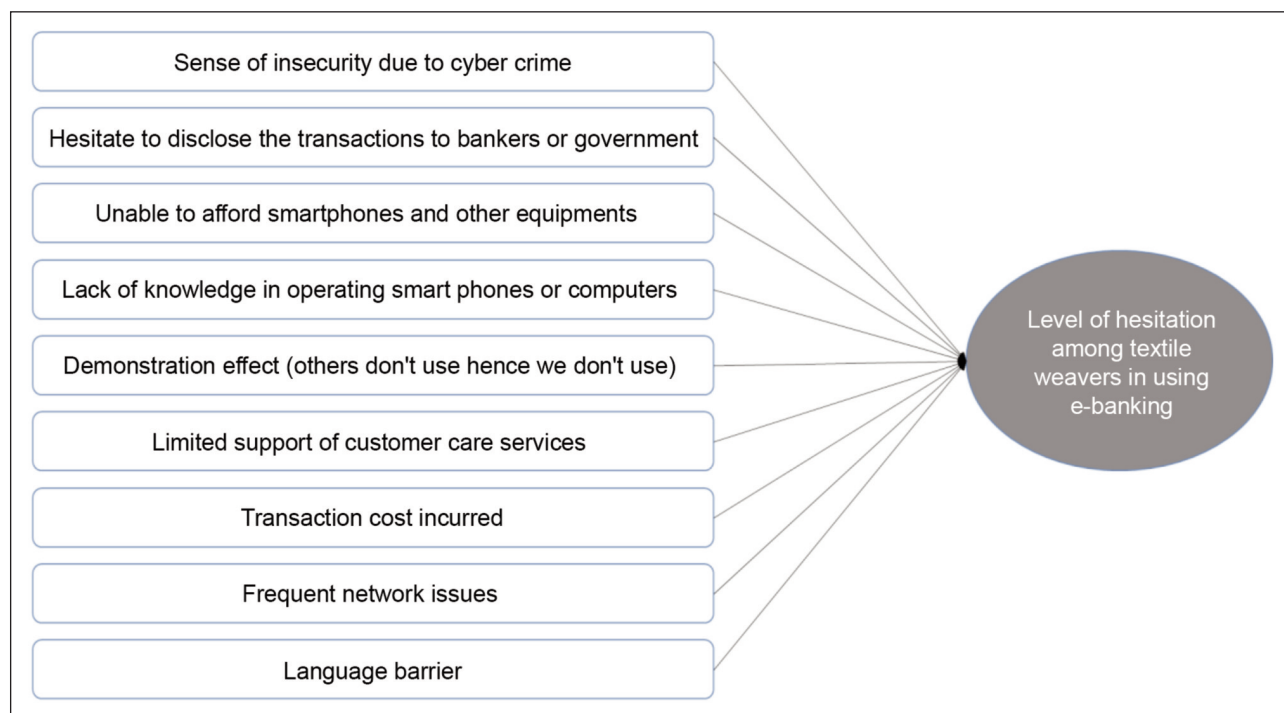 Sense of insecurity due to cyber crime
Hesitate to disclose the transactions to bankers or government
Unable to afford smartphones and other equipments
Lack of knowledge in operating smart phones or computers
Demonstration effect (others don't use hence we don't use)
Limited support of customer care services
Transaction cost incurred
Frequent network issues
Language barrier
Level of hesitation
among textile
weavers in using
e-banking